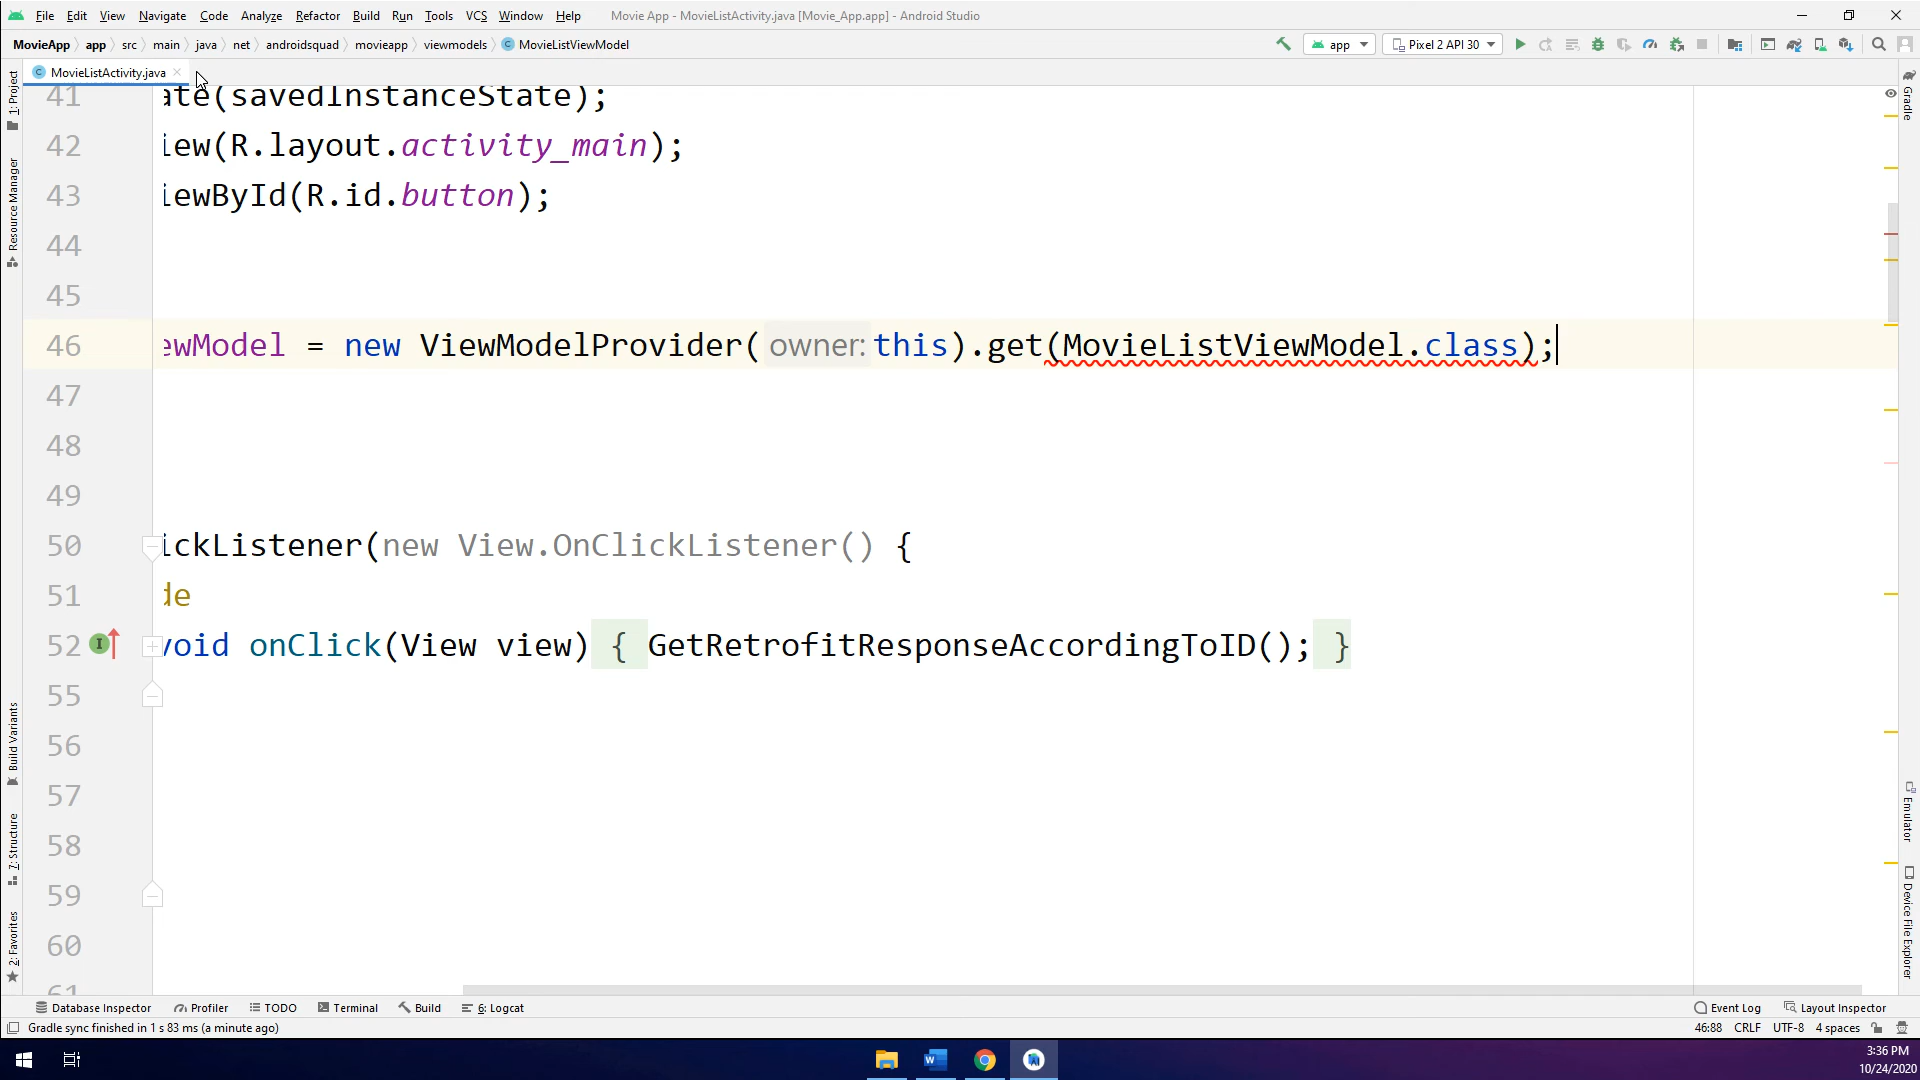 File Edit View Navigate Code Analyze Refactor Build Run Tools VCS Window Help Movie App - MovieListActivity.java [Movie_App.app] - Android Studio
MovieApp app src main java net androidsquad movieapp viewmodels MovieListViewModel app Pixel 2 API 30
MovieListActivity.java
1: Project
Resource Manager
Build Variants
7: Structure
2: Favorites
41 ate(savedInstanceState);
42 iew(R.layout.activity_main);
43 iewById(R.id.button);
44
45
46 ewModel = new ViewModelProvider( owner: this).get(MovieListViewModel.class);
47
48
49
50 ickListener(new View.OnClickListener() {
51 de
52 void onClick(View view) { GetRetrofitResponseAccordingToID(); }
55
56
57
58
59
60
61
Gradle
Emulator
Device File Explorer
Database Inspector Profiler TODO Terminal Build 6: Logcat Event Log Layout Inspector
Gradle sync finished in 1 s 83 ms (a minute ago) 46:88 CRLF UTF-8 4 spaces
3:36 PM
10/24/2020